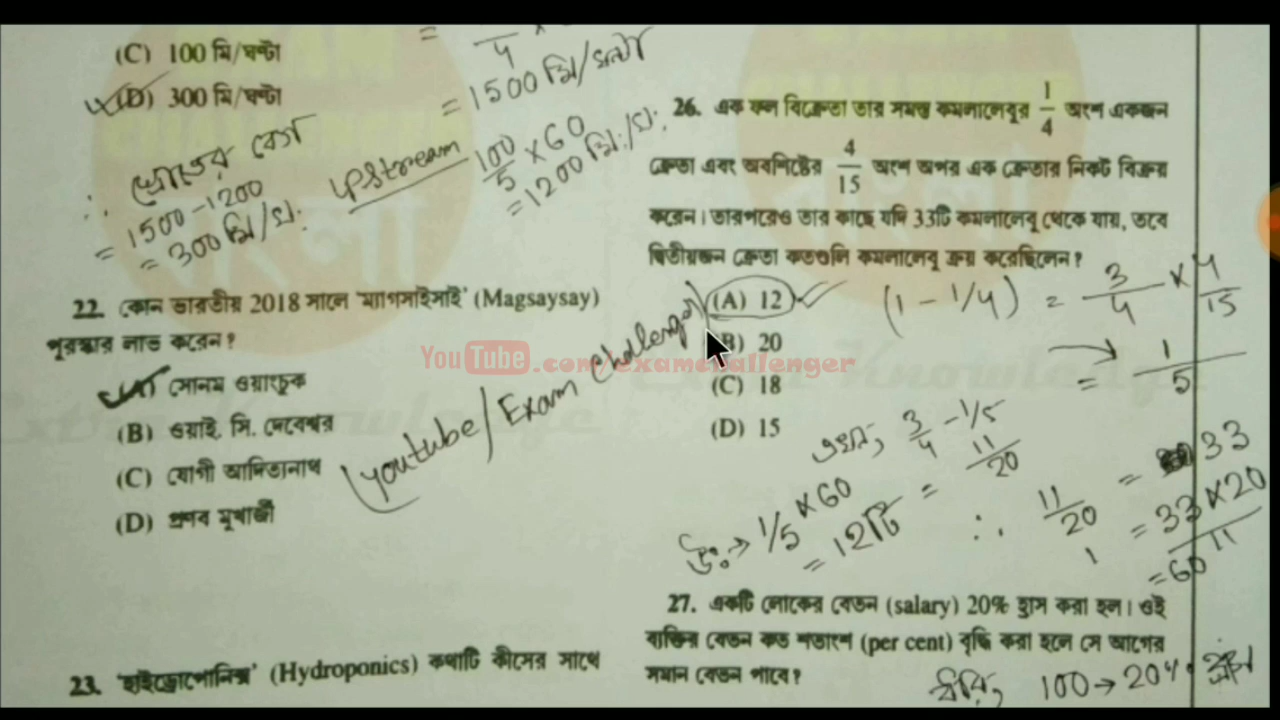 (C) 100 মি/ঘণ্টা
(D) 300 মি/ঘণ্টা
= 1500 মি/ঘন্টা
∴ স্রোতের বেগ
= 1500-1200
= 300 মি/ঘ:
upstream 100/5 × 60
= 1200 মি:/ঘ:
22. কোন ভারতীয় 2018 সালে 'ম্যাগসাইসাই' (Magsaysay)
পুরস্কার লাভ করেন?
(A) সোনম ওয়াংচুক
(B) ওয়াই. সি. দেবেশ্বর
(C) যোগী আদিত্যনাথ
(D) প্রণব মুখার্জী
(youtube/Exam Challenger)
23. 'হাইড্রোপোনিক্স' (Hydroponics) কথাটি কীসের সাথে
26. এক ফল বিক্রেতা তার সমস্ত কমলালেবুর 1/4 অংশ একজন
ক্রেতা এবং অবশিষ্টের 4/15 অংশ অপর এক ক্রেতার নিকট বিক্রয়
করেন। তারপরেও তার কাছে যদি 33টি কমলালেবু থেকে যায়, তবে
দ্বিতীয়জন ক্রেতা কতগুলি কমলালেবু ক্রয় করেছিলেন?
(A) 12
(B) 20
(C) 18
(D) 15
(1 - 1/4) = 3/4 × 4/15
= 1/5
3/4 - 1/5
= 11/20
∴ 11/20 = 33
1 = 33×20/11
= 60
উ:→ 1/5 × 60
= 12টি
YouTube.com/examchallenger
27. একটি লোকের বেতন (salary) 20% হ্রাস করা হল। ওই
ব্যক্তির বেতন কত শতাংশ (per cent) বৃদ্ধি করা হলে সে আগের
সমান বেতন পাবে?
ধরি, 100 → 20%